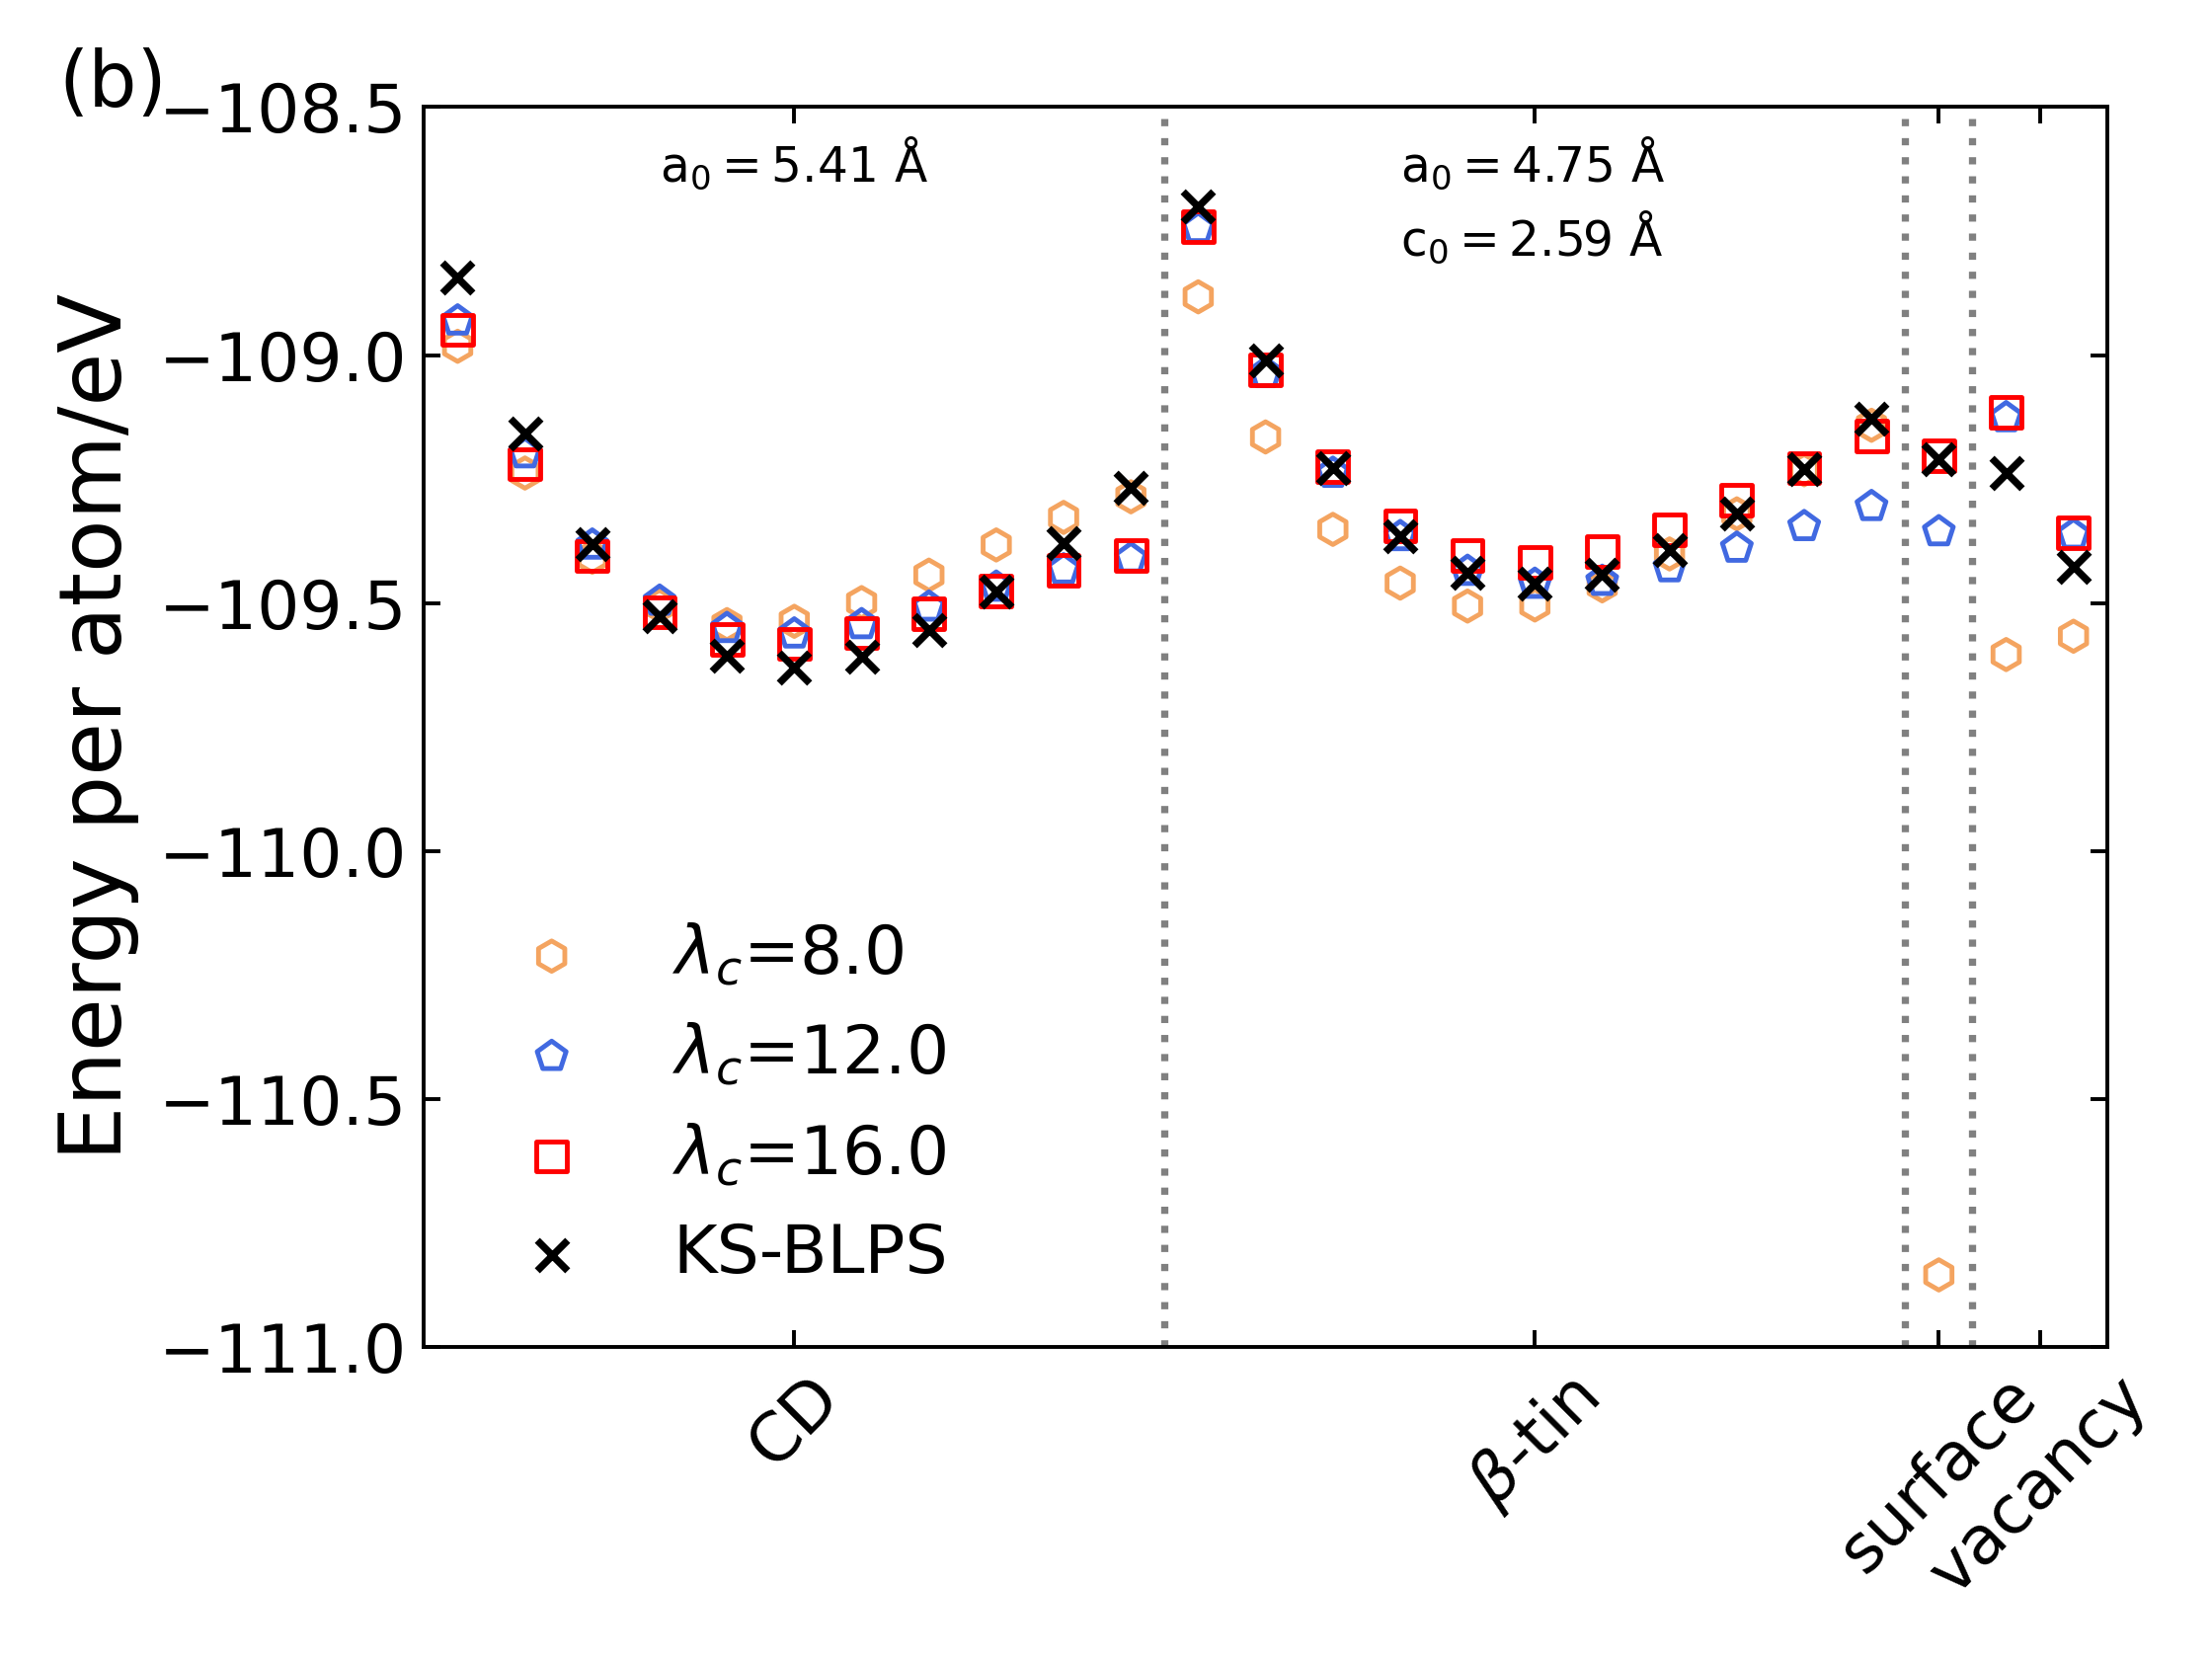 (b)
−108.5
−109.0
−109.5
−110.0
−110.5
−111.0
Energy per atom/eV
a₀ = 5.41 Å
a₀ = 4.75 Å
c₀ = 2.59 Å
λc=8.0
λc=12.0
λc=16.0
KS-BLPS
CD
β-tin
surface
vacancy